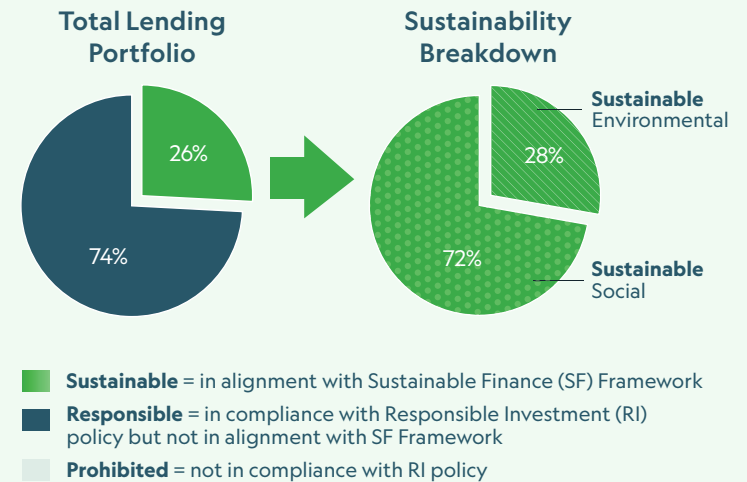 Total Lending
Portfolio
Sustainability
Breakdown
26%
74%
28%
72%
Sustainable
Environmental
Sustainable
Social
Sustainable = in alignment with Sustainable Finance (SF) Framework
Responsible = in compliance with Responsible Investment (RI)
policy but not in alignment with SF Framework
Prohibited = not in compliance with RI policy